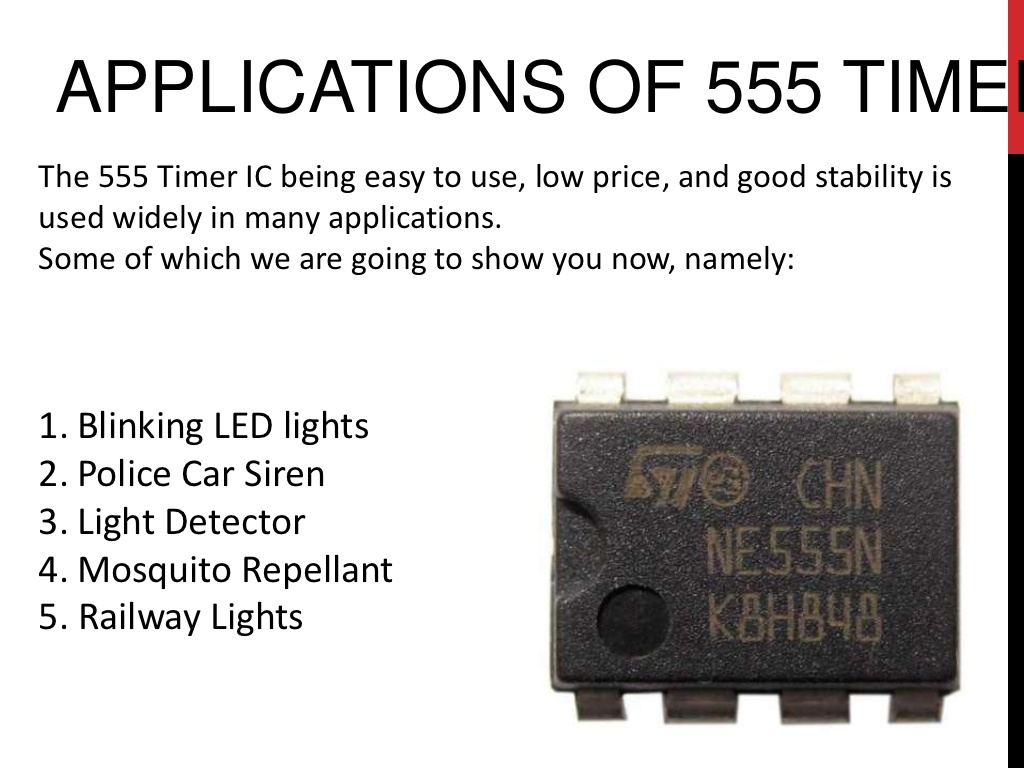 APPLICATIONS OF 555 TIMER
The 555 Timer IC being easy to use, low price, and good stability is
used widely in many applications.
Some of which we are going to show you now, namely:
1. Blinking LED lights
2. Police Car Siren
3. Light Detector
4. Mosquito Repellant
5. Railway Lights
ST CHN
NE555N
K8H848